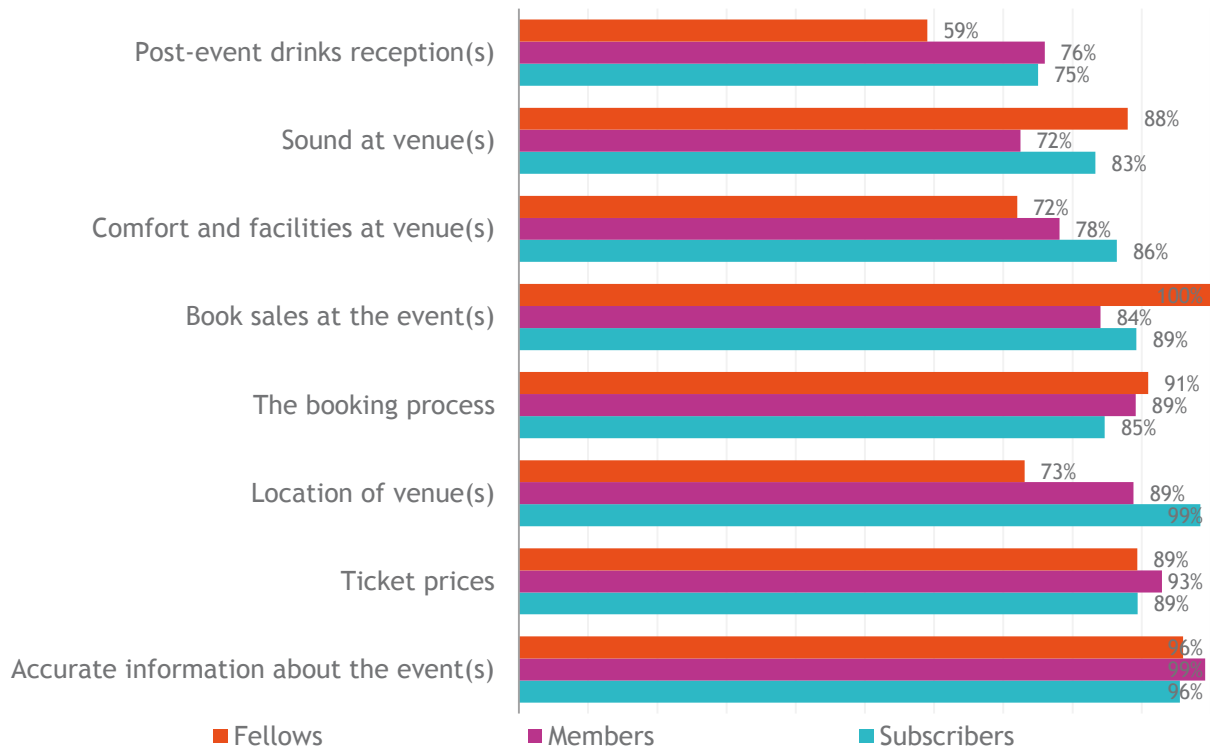 59%
Post-event drinks reception(s)
76%
75%
88%
Sound at venue(s)
72%
83%
72%
Comfort and facilities at venue(s)
78%
86%
100%
Book sales at the event(s)
84%
89%
91%
The booking process
89%
85%
73%
Location of venue(s)
89%
99%
89%
Ticket prices
93%
89%
96%
Accurate information about the event(s)
99%
96%
Fellows Members Subscribers